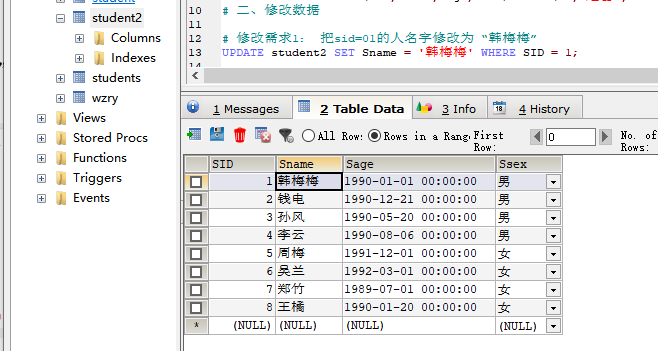 student
student2
Columns
Indexes
students
wzry
Views
Stored Procs
Functions
Triggers
Events
10 # 二、修改数据
11
12 # 修改需求1： 把sid=01的人名字修改为 “韩梅梅”
13 UPDATE student2 SET Sname = '韩梅梅' WHERE SID = 1;
14
1 Messages 2 Table Data 3 Info 4 History
All Row: Rows in a Rang First Row: 0 No. of Rows:
SID Sname Sage Ssex
1 韩梅梅 1990-01-01 00:00:00 男
2 钱电 1990-12-21 00:00:00 男
3 孙风 1990-05-20 00:00:00 男
4 李云 1990-08-06 00:00:00 男
5 周梅 1991-12-01 00:00:00 女
6 吴兰 1992-03-01 00:00:00 女
7 郑竹 1989-07-01 00:00:00 女
8 王橘 1990-01-20 00:00:00 女
* (NULL) (NULL) (NULL) (NULL)